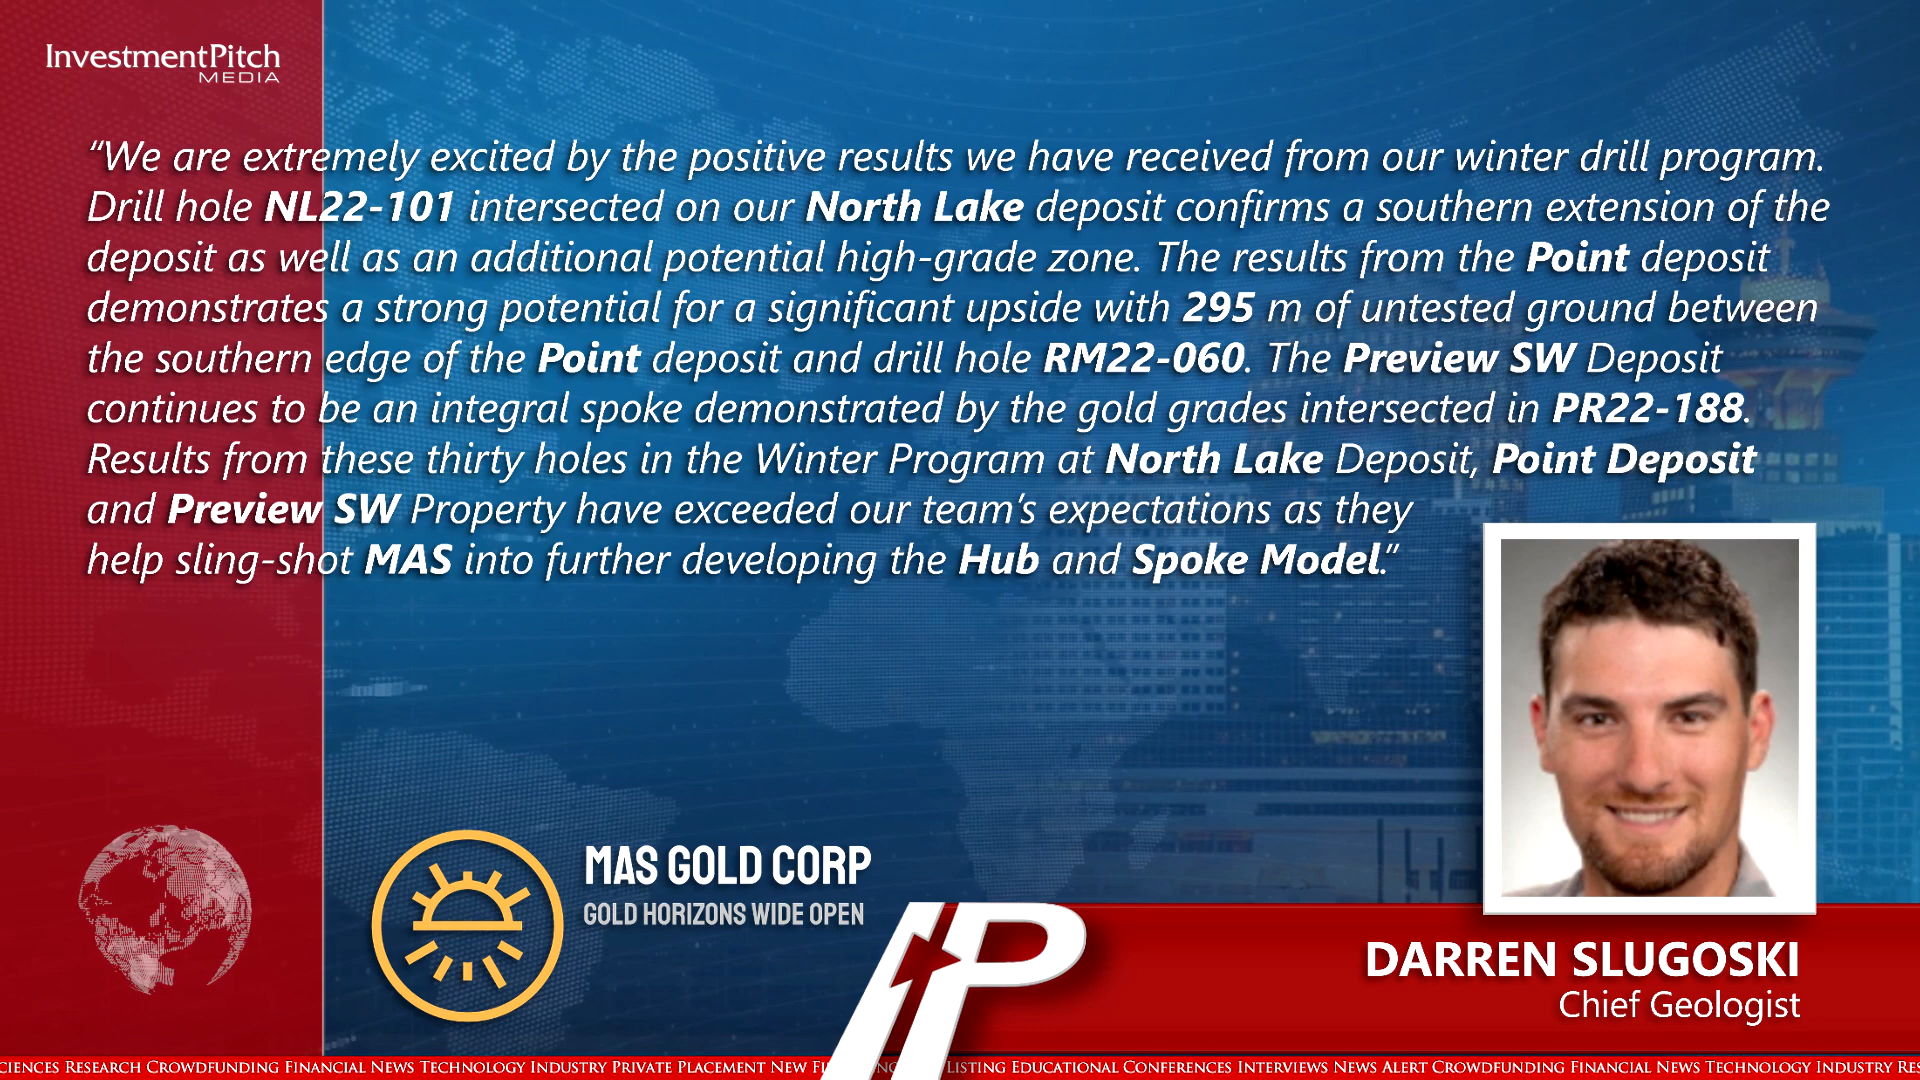 InvestmentPitch
MEDIA
“We are extremely excited by the positive results we have received from our winter drill program.
Drill hole NL22-101 intersected on our North Lake deposit confirms a southern extension of the
deposit as well as an additional potential high-grade zone. The results from the Point deposit
demonstrates a strong potential for a significant upside with 295 m of untested ground between
the southern edge of the Point deposit and drill hole RM22-060. The Preview SW Deposit
continues to be an integral spoke demonstrated by the gold grades intersected in PR22-188.
Results from these thirty holes in the Winter Program at North Lake Deposit, Point Deposit
and Preview SW Property have exceeded our team’s expectations as they
help sling-shot MAS into further developing the Hub and Spoke Model.”
MAS GOLD CORP
GOLD HORIZONS WIDE OPEN
IP
DARREN SLUGOSKI
Chief Geologist
CIENCES RESEARCH CROWDFUNDING FINANCIAL NEWS TECHNOLOGY INDUSTRY PRIVATE PLACEMENT NEW LISTING EDUCATIONAL CONFERENCES INTERVIEWS NEWS ALERT CROWDFUNDING FINANCIAL NEWS TECHNOLOGY INDUSTRY RES